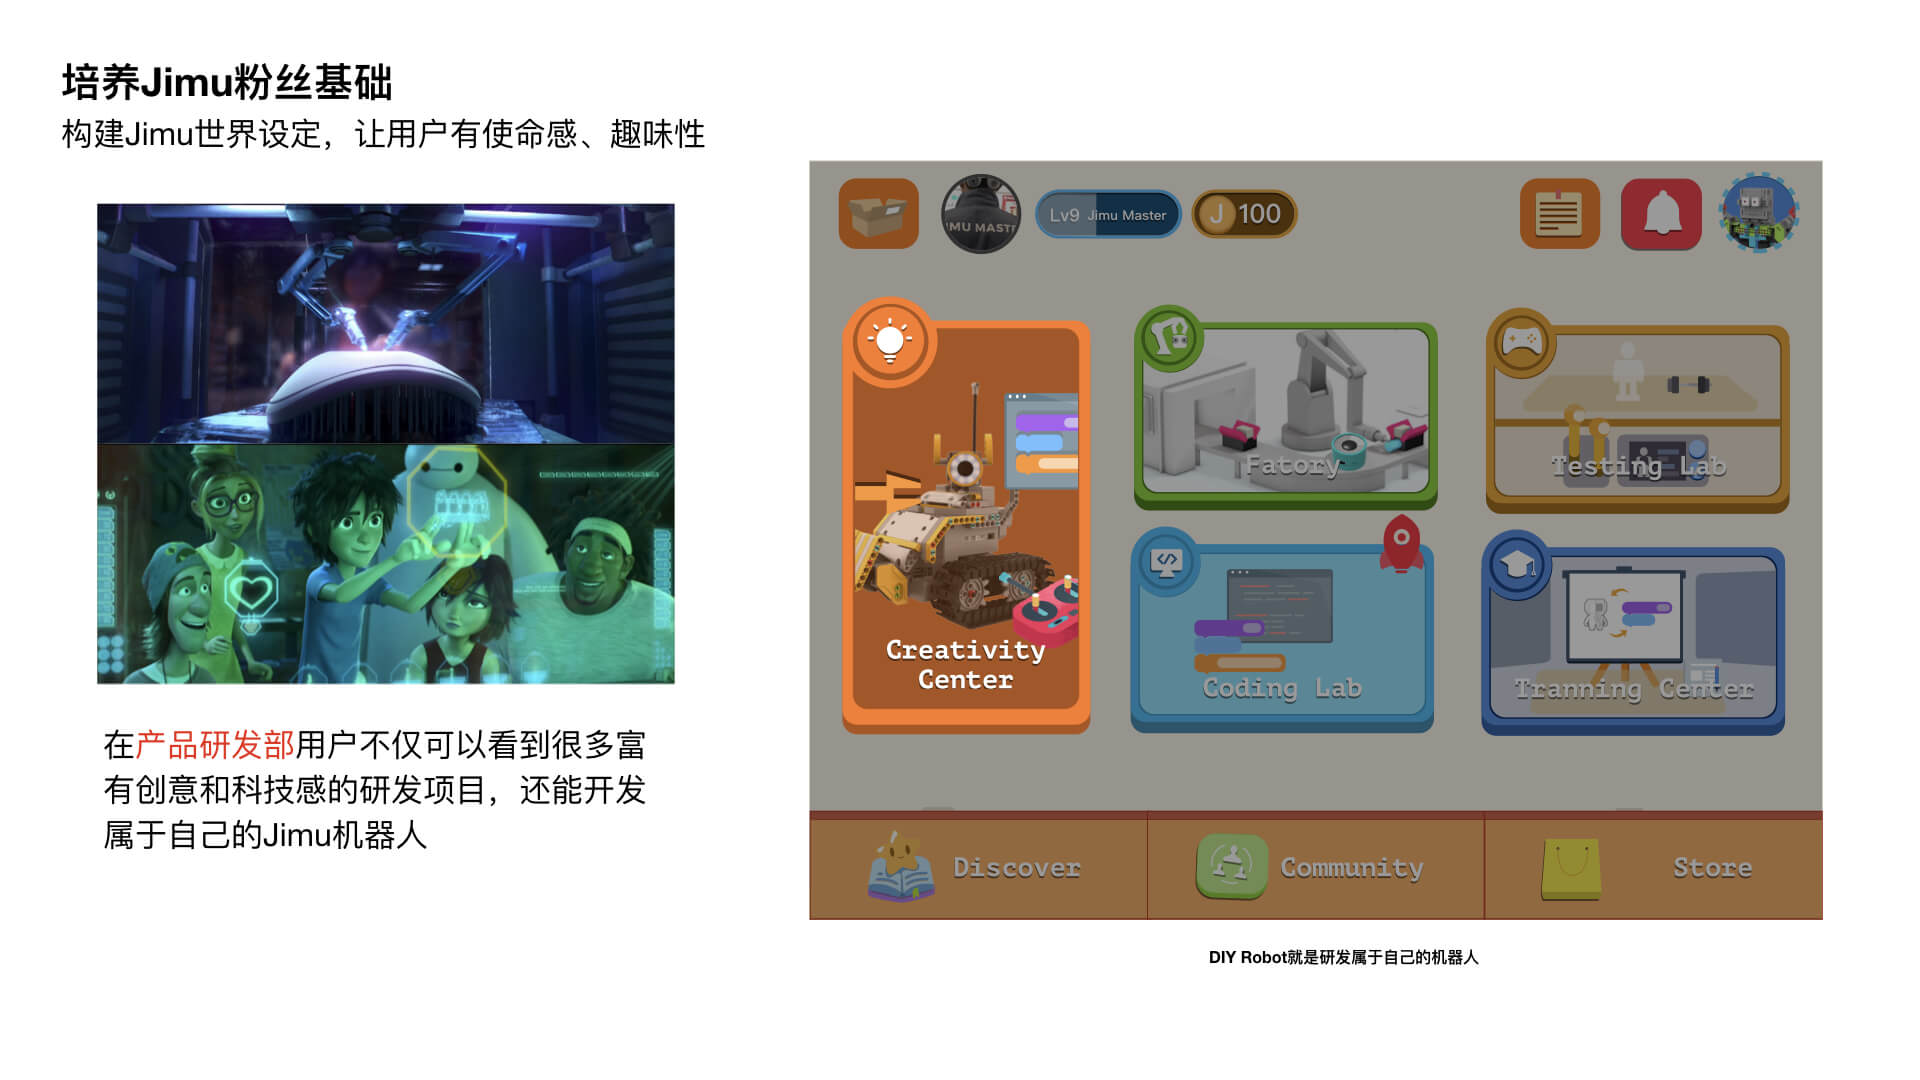 培养Jimu粉丝基础
构建Jimu世界设定，让用户有使命感、趣味性
在产品研发部用户不仅可以看到很多富
有创意和科技感的研发项目，还能开发
属于自己的Jimu机器人
IMU MAST
Lv9 Jimu Master
J 100
Creativity
Center
Fatory
Testing Lab
Coding Lab
Tranning Center
Discover
Community
Store
DIY Robot就是研发属于自己的机器人